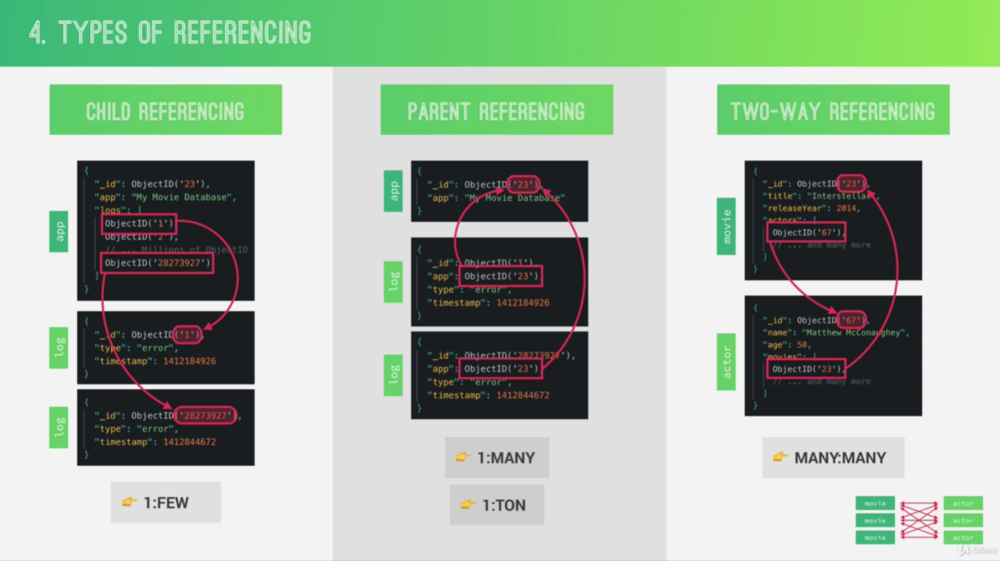 4. TYPES OF REFERENCING
CHILD REFERENCING
app
{
"_id": ObjectID('23'),
"app": "My Movie Database",
"logs": [
ObjectID('1')
ObjectID('2'),
// ... Millions of ObjectID
ObjectID('28273927')
]
}
log
{
"_id": ObjectID('1'),
"type": "error",
"timestamp": 1412184926
}
log
{
"_id": ObjectID('28273927'),
"type": "error",
"timestamp": 1412844672
}
👉 1:FEW
PARENT REFERENCING
app
{
"_id": ObjectID('23'),
"app": "My Movie Database"
}
log
{
"_id": ObjectID('1'),
"app": ObjectID('23')
"type": "error",
"timestamp": 1412184926
}
log
{
"_id": ObjectID('28273927'),
"app": ObjectID('23')
"type": "error",
"timestamp": 1412844672
}
👉 1:MANY
👉 1:TON
TWO-WAY REFERENCING
movie
{
"_id": ObjectID('23'),
"title": "Interstellar",
"releaseYear": 2014,
"actors": [
ObjectID('67'),
// ... and many more
]
}
actor
{
"_id": ObjectID('67'),
"name": "Matthew McConaughey",
"age": 50,
"movies": [
ObjectID('23'),
// ... and many more
]
}
👉 MANY:MANY
movie actor
movie actor
movie actor
Udemy